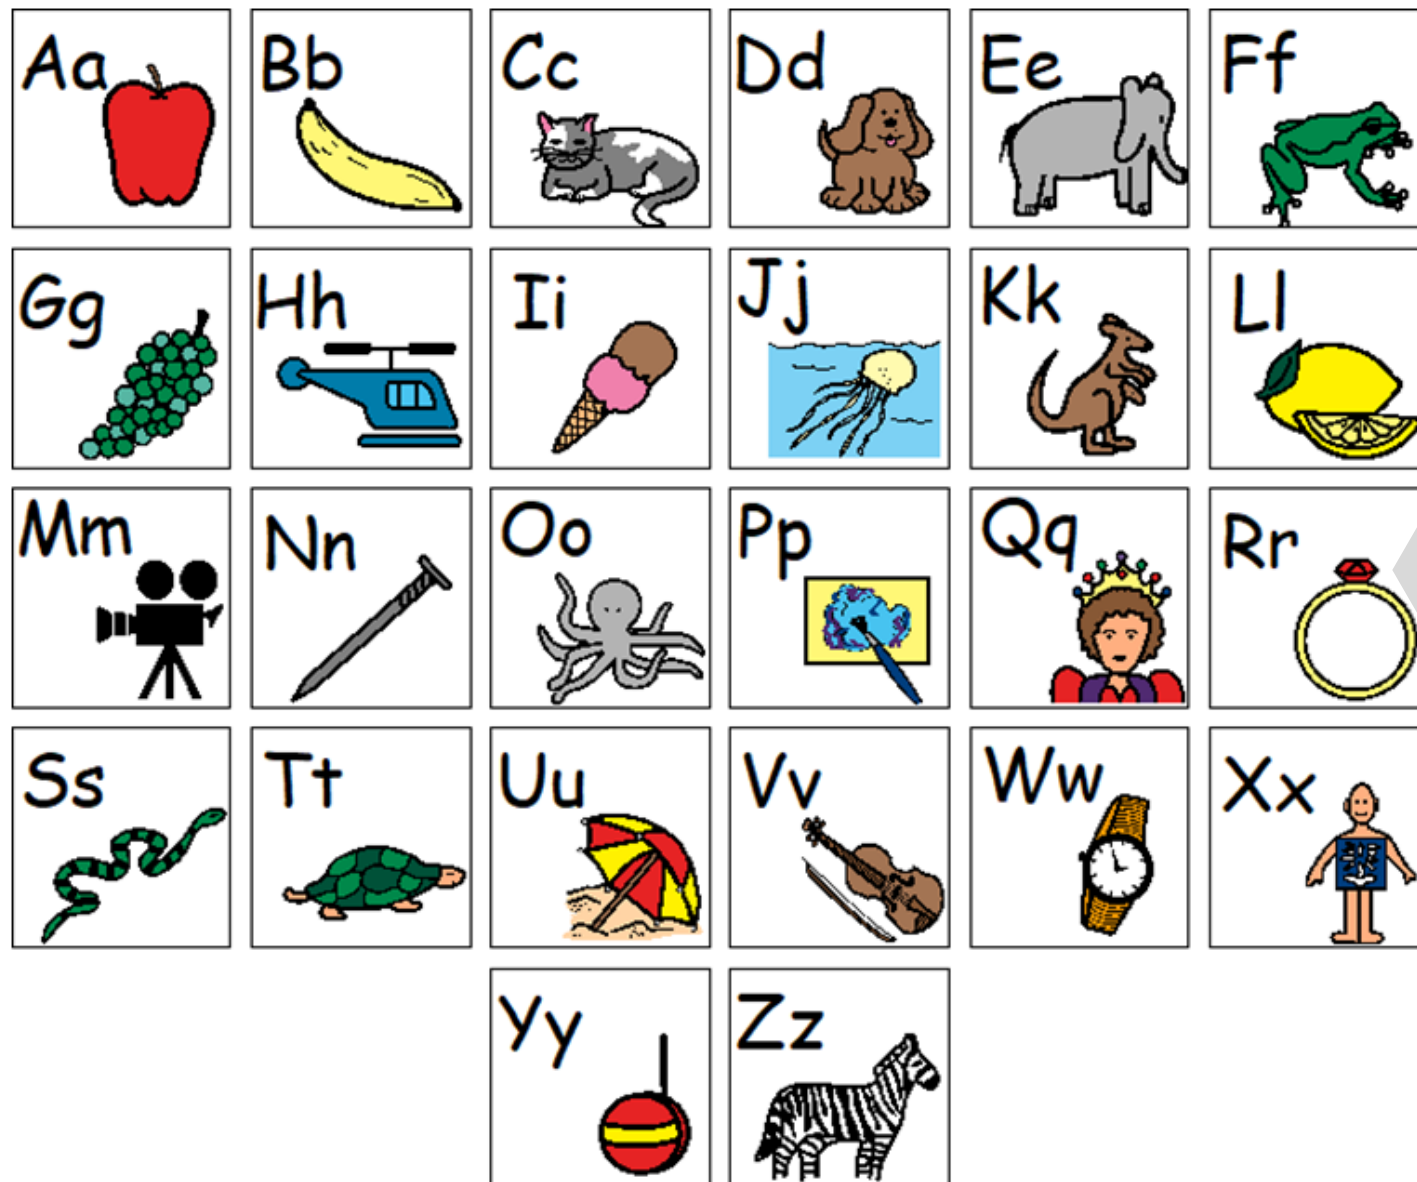 Aa Bb Cc Dd Ee Ff
Gg Hh Ii Jj Kk Ll
Mm Nn Oo Pp Qq Rr
Ss Tt Uu Vv Ww Xx
Yy Zz